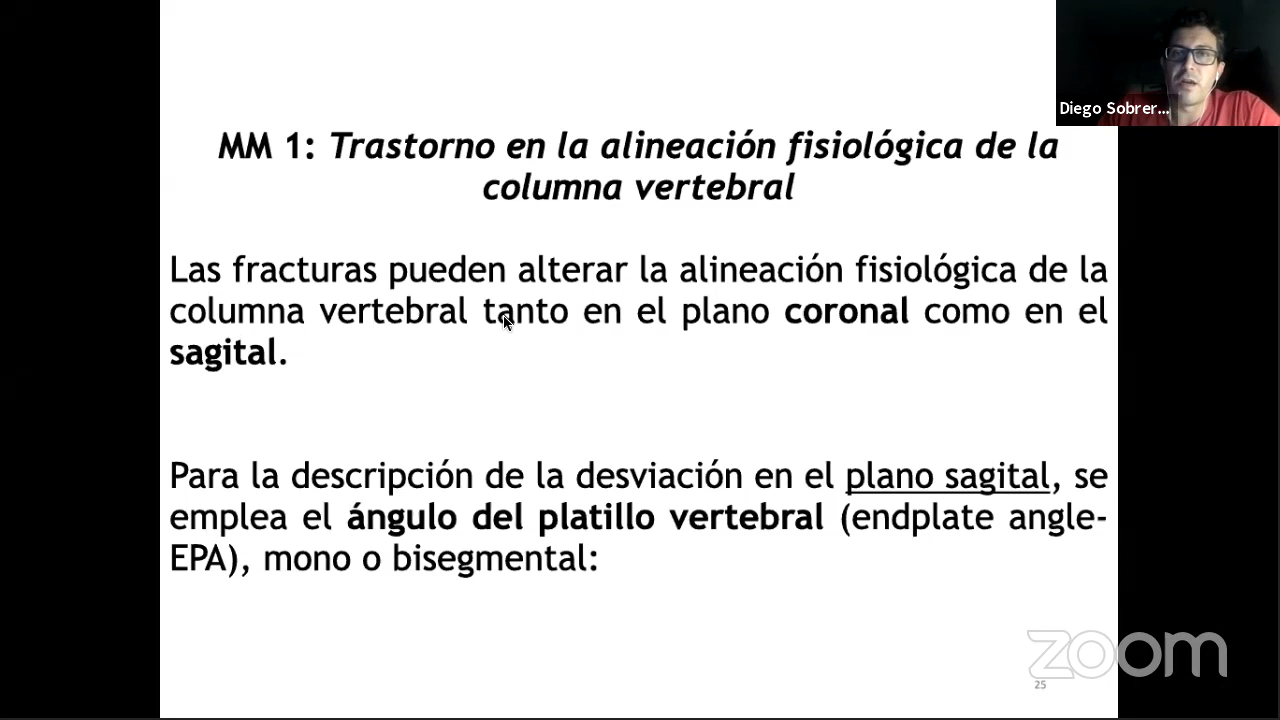 Diego Sobrer...
MM 1: Trastorno en la alineación fisiológica de la
columna vertebral
Las fracturas pueden alterar la alineación fisiológica de la
columna vertebral tanto en el plano coronal como en el
sagital.
Para la descripción de la desviación en el plano sagital, se
emplea el ángulo del platillo vertebral (endplate angle-
EPA), mono o bisegmental:
zoom
25